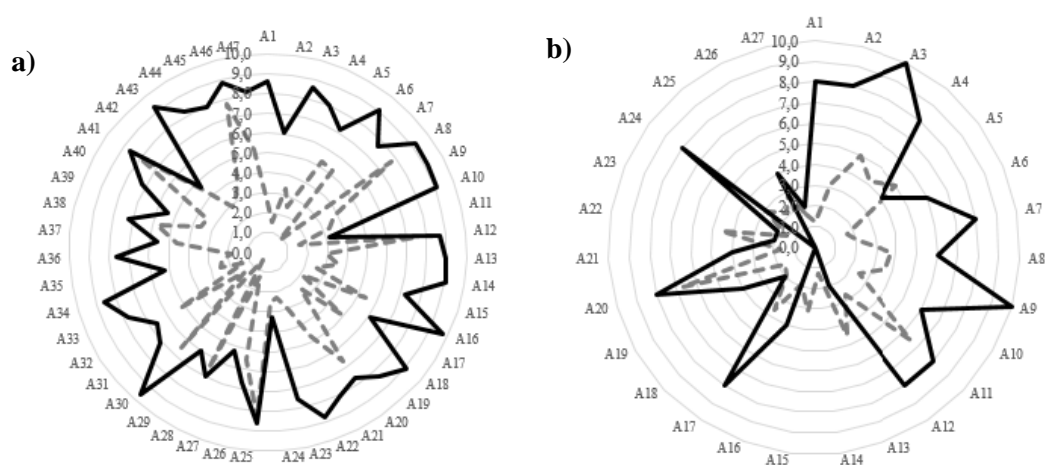 a)
A1
A2
A3
A4
A5
A6
A7
A8
A9
A10
A11
A12
A13
A14
A15
A16
A17
A18
A19
A20
A21
A22
A23
A24
A25
A26
A27
A28
A29
A30
A31
A32
A33
A34
A35
A36
A37
A38
A39
A40
A41
A42
A43
A44
A45
A46
A47
10,0
9,0
8,0
7,0
6,0
5,0
4,0
3,0
2,0
1,0
0,0
b)
A1
A2
A3
A4
A5
A6
A7
A8
A9
A10
A11
A12
A13
A14
A15
A16
A17
A18
A19
A20
A21
A22
A23
A24
A25
A26
A27
10,0
9,0
8,0
7,0
6,0
5,0
4,0
3,0
2,0
1,0
0,0